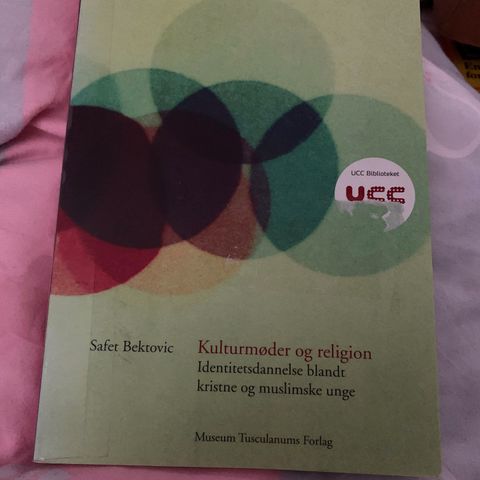 UCC Biblioteket
UCC
Safet Bektovic
Kulturmøder og religion
Identitetsdannelse blandt
kristne og muslimske unge
Museum Tusculanums Forlag